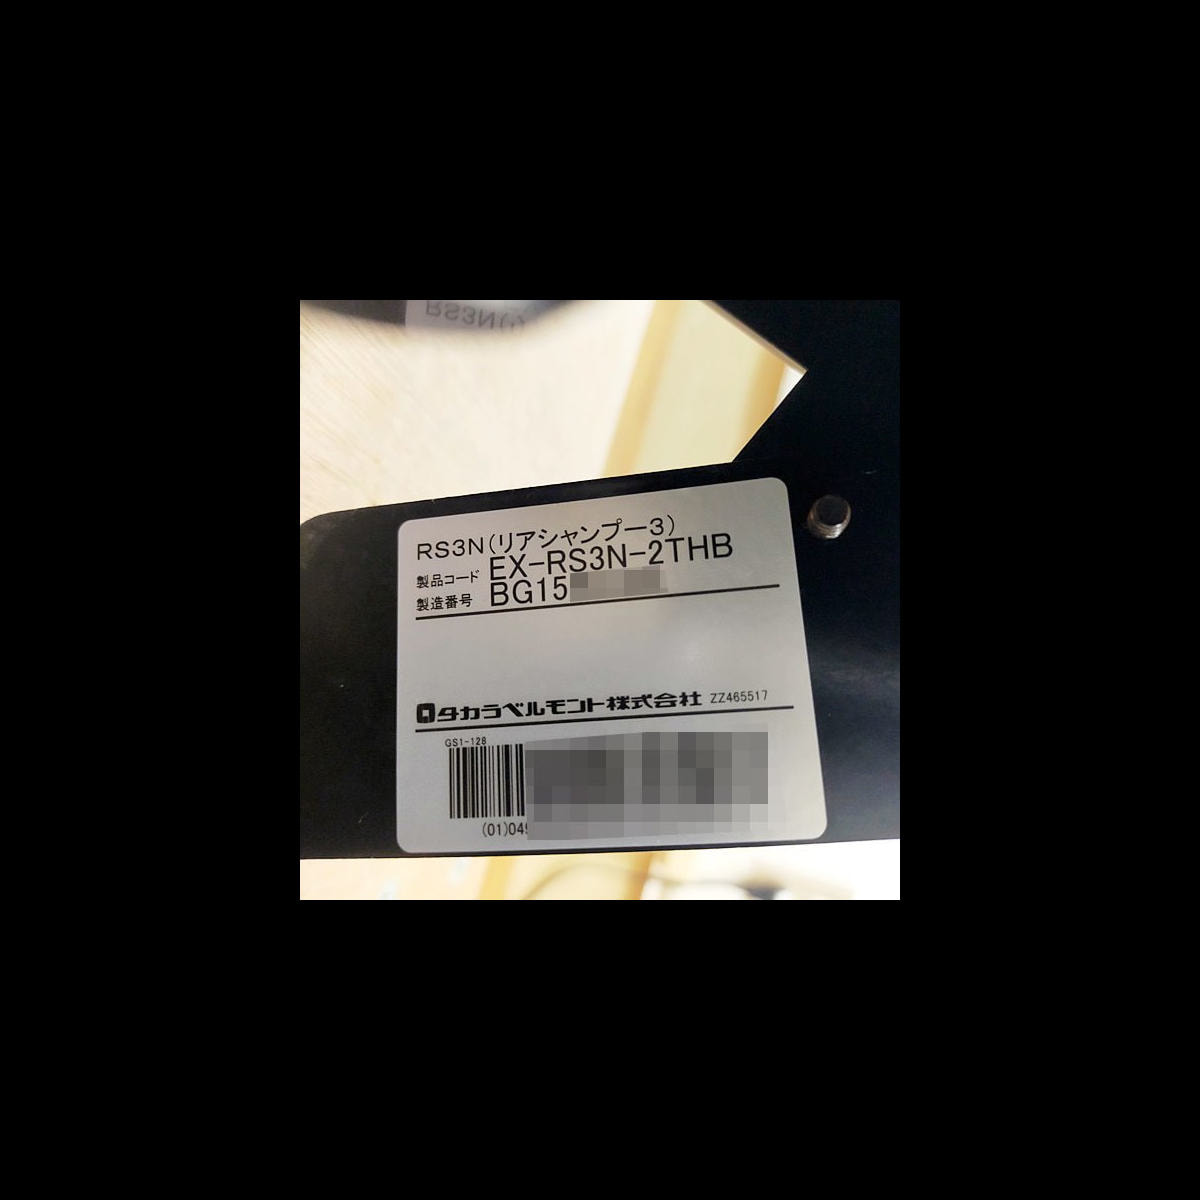 RS3N(リアシャンプー3)
製品コード EX-RS3N-2THB
製造番号 BG15
タカラベルモント株式会社 ZZ465517
GS1-128
(01)049